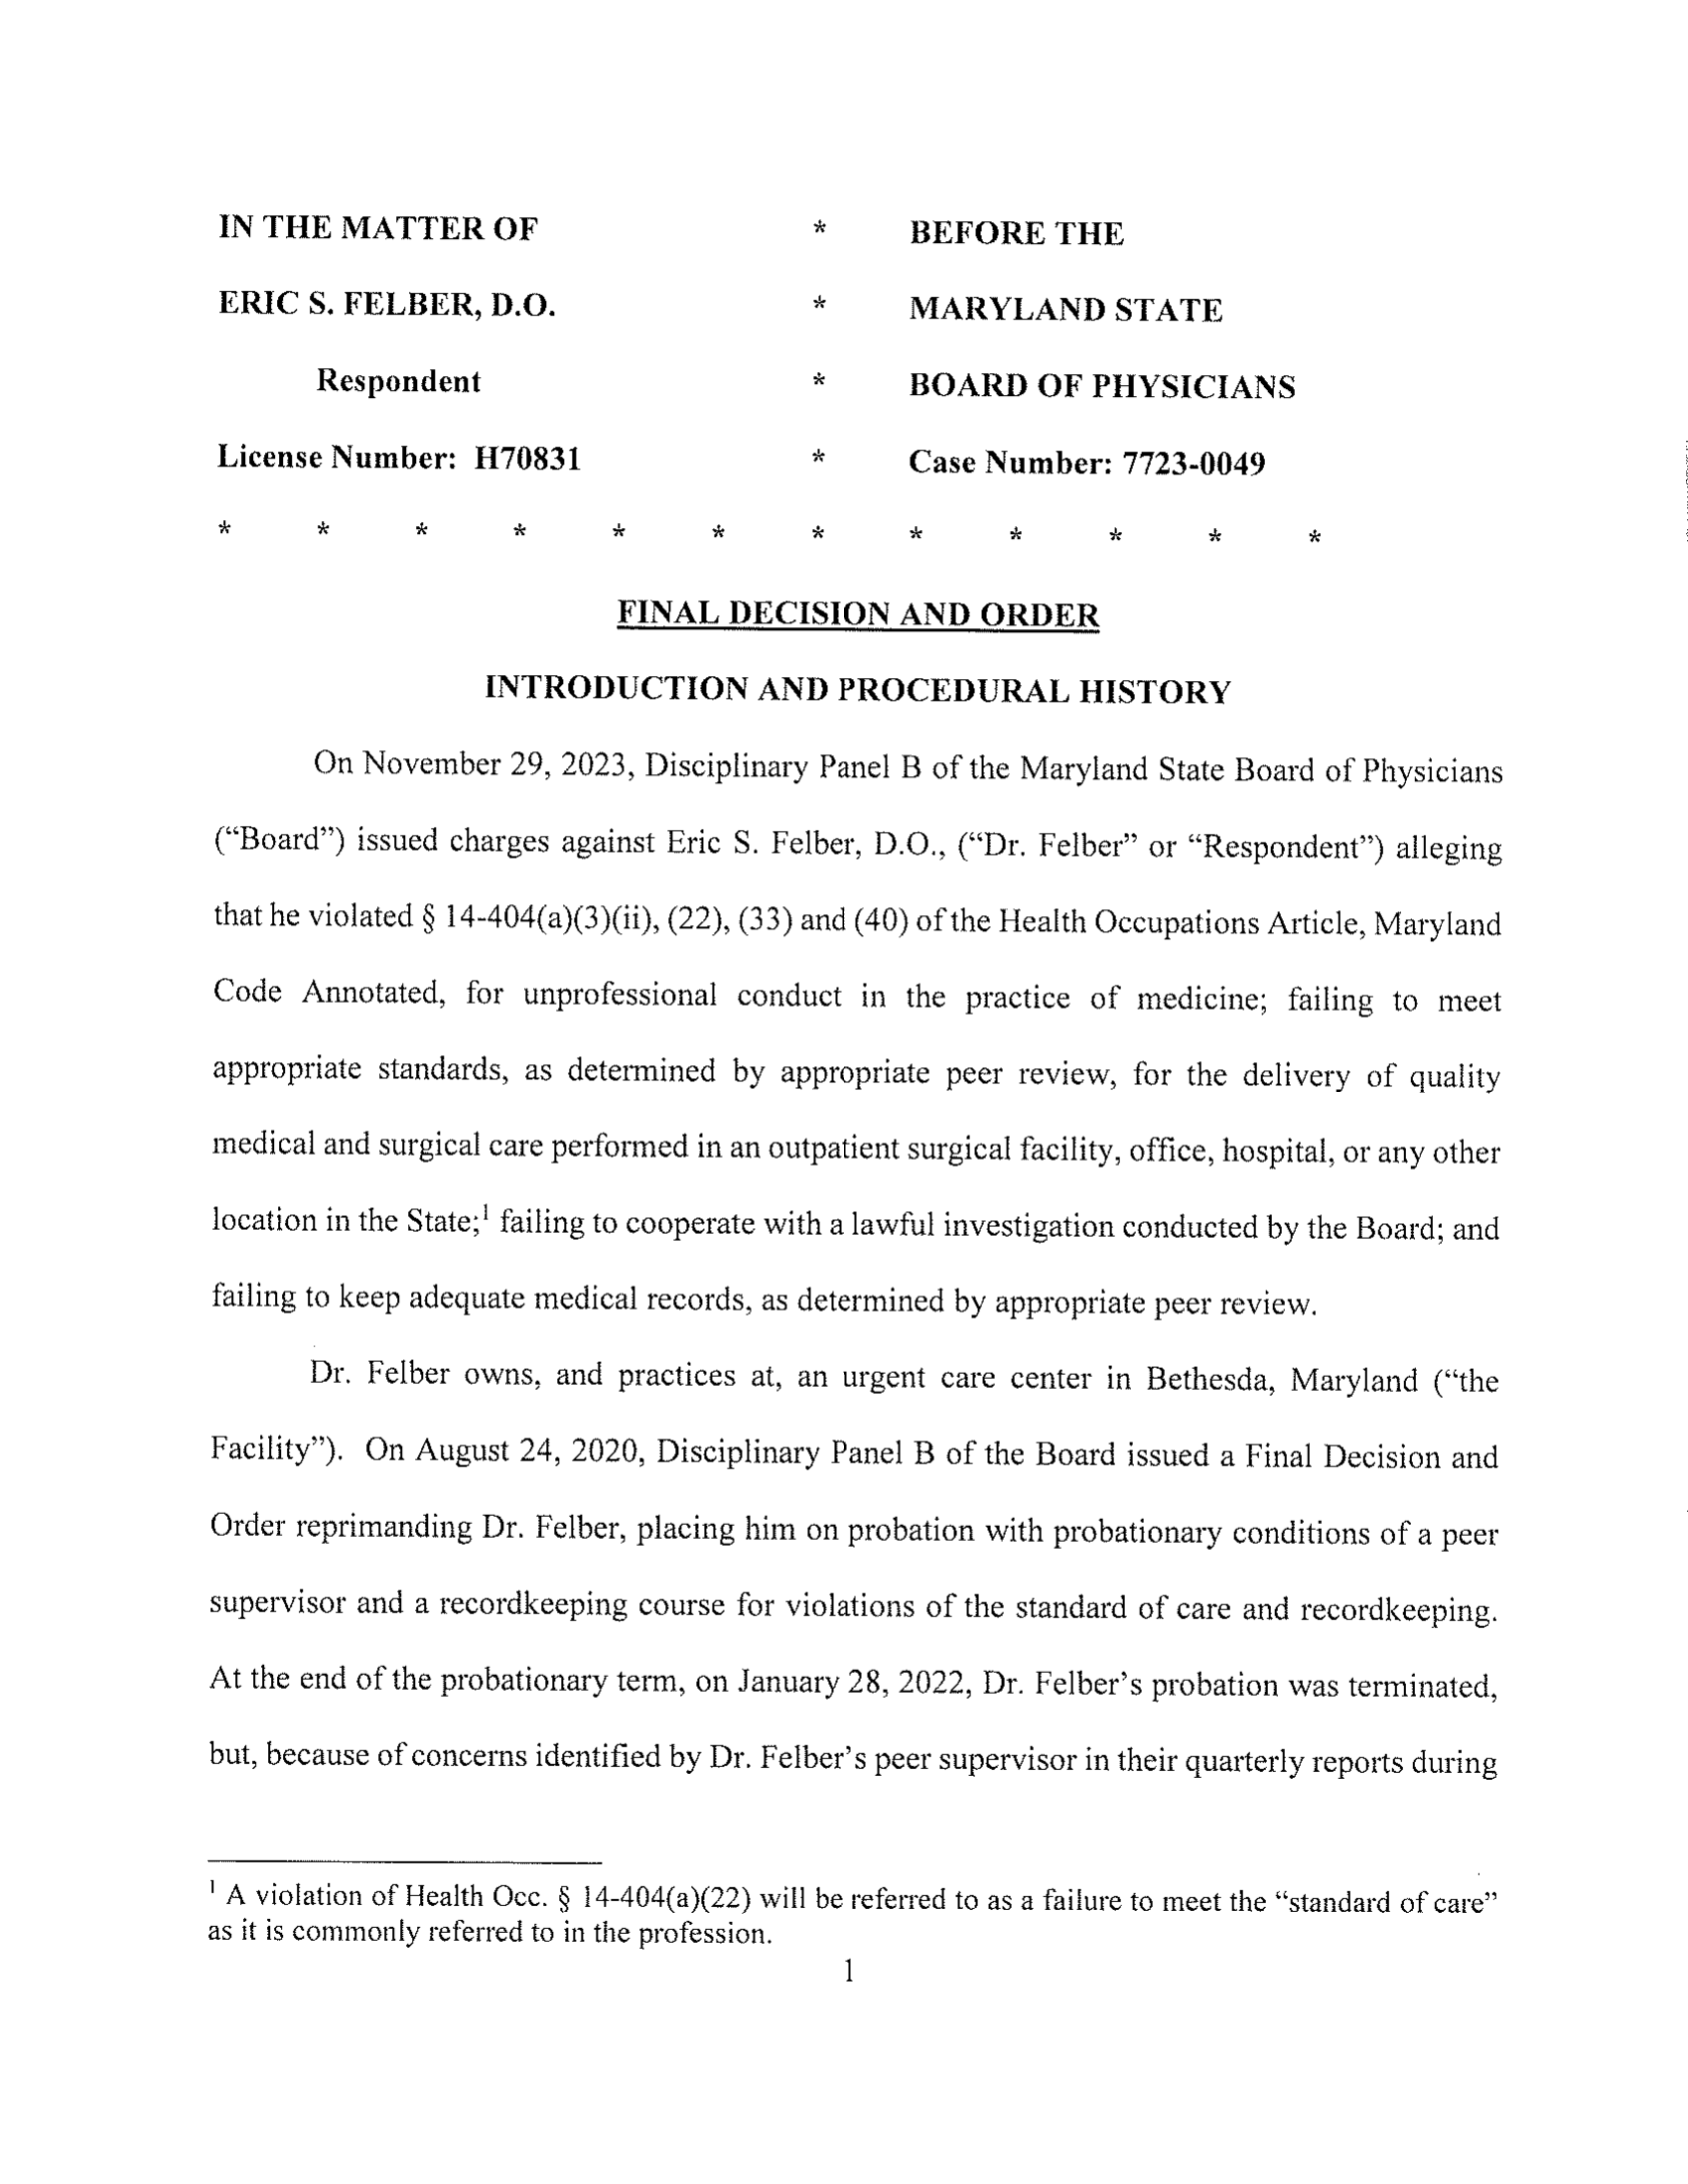 IN THE MATTER OF * BEFORE THE
ERIC S. FELBER, D.O. * MARYLAND STATE
Respondent * BOARD OF PHYSICIANS
License Number: H70831 * Case Number: 7723-0049
* * * * * * * * * * * *
FINAL DECISION AND ORDER
INTRODUCTION AND PROCEDURAL HISTORY
On November 29, 2023, Disciplinary Panel B of the Maryland State Board of Physicians
(“Board”) issued charges against Eric S. Felber, D.O., (“Dr. Felber” or “Respondent”) alleging
that he violated § 14-404(a)(3)(ii), (22), (33) and (40) of the Health Occupations Article, Maryland
Code Annotated, for unprofessional conduct in the practice of medicine; failing to meet
appropriate standards, as determined by appropriate peer review, for the delivery of quality
medical and surgical care performed in an outpatient surgical facility, office, hospital, or any other
location in the State;¹ failing to cooperate with a lawful investigation conducted by the Board; and
failing to keep adequate medical records, as determined by appropriate peer review.
Dr. Felber owns, and practices at, an urgent care center in Bethesda, Maryland (“the
Facility”). On August 24, 2020, Disciplinary Panel B of the Board issued a Final Decision and
Order reprimanding Dr. Felber, placing him on probation with probationary conditions of a peer
supervisor and a recordkeeping course for violations of the standard of care and recordkeeping.
At the end of the probationary term, on January 28, 2022, Dr. Felber’s probation was terminated,
but, because of concerns identified by Dr. Felber’s peer supervisor in their quarterly reports during
¹ A violation of Health Occ. § 14-404(a)(22) will be referred to as a failure to meet the “standard of care”
as it is commonly referred to in the profession.
1